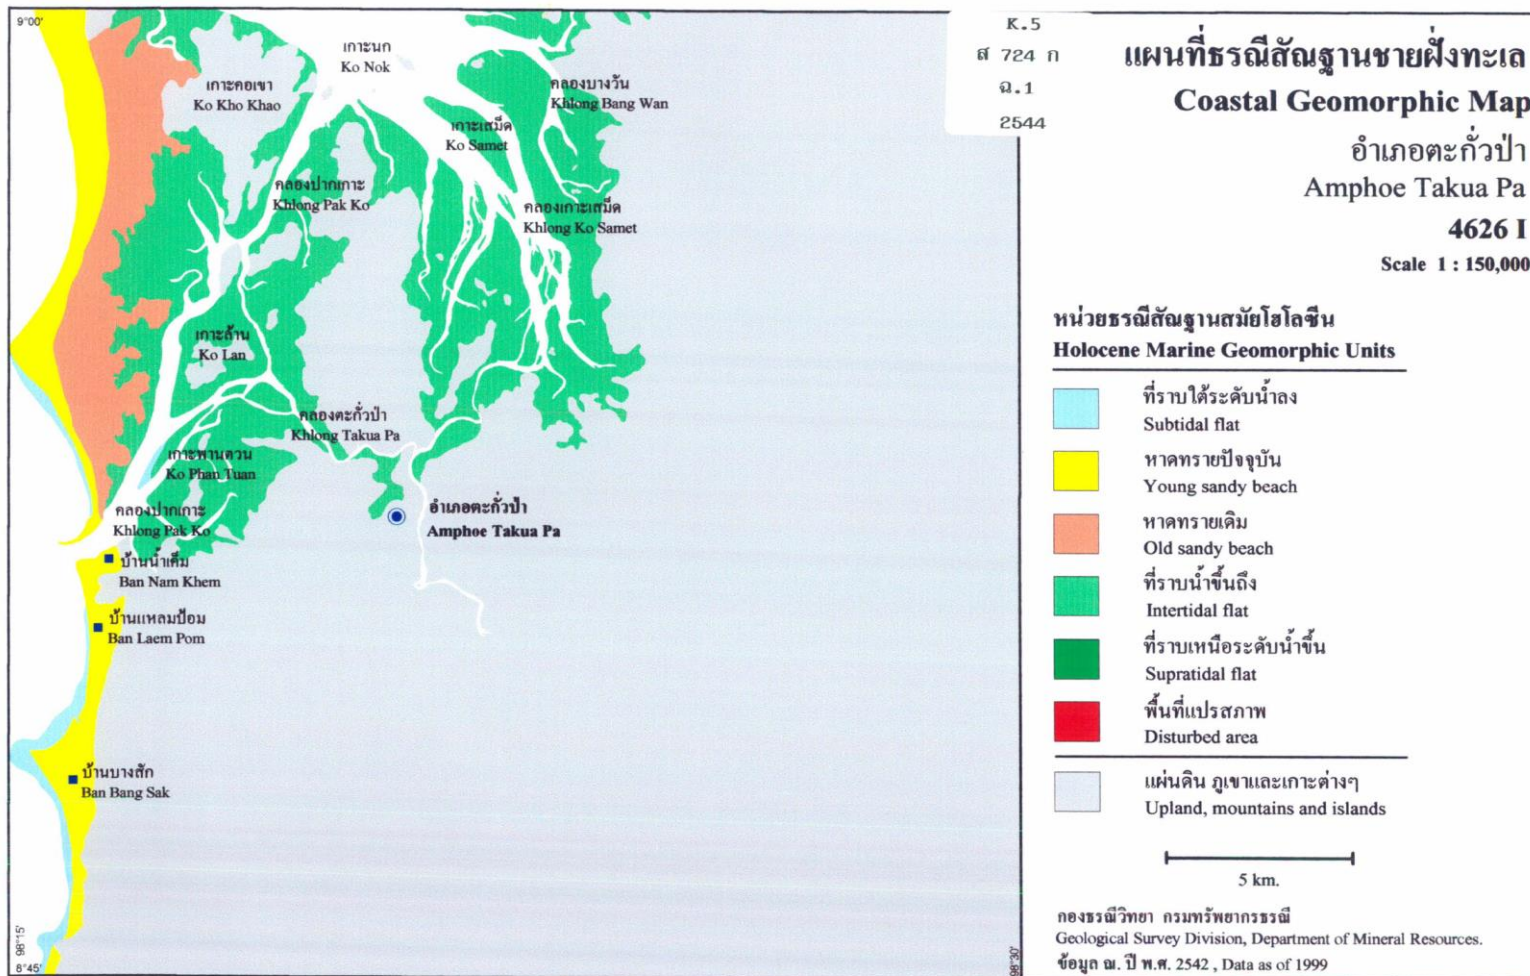 9°00'
เกาะนก
Ko Nok
เกาะคอเขา
Ko Kho Khao
คลองบางวัน
Khlong Bang Wan
เกาะเสม็ด
Ko Samet
คลองปากเกาะ
Khlong Pak Ko
คลองเกาะเสม็ด
Khlong Ko Samet
เกาะล้าน
Ko Lan
คลองตะกั่วป่า
Khlong Takua Pa
เกาะพานตวน
Ko Phan Tuan
คลองปากเกาะ
Khlong Pak Ko
อำเภอตะกั่วป่า
Amphoe Takua Pa
บ้านน้ำเค็ม
Ban Nam Khem
บ้านแหลมป้อม
Ban Laem Pom
บ้านบางสัก
Ban Bang Sak
98°15'
8°45'
98°30'
K.5
ส 724 ก
ฉ.1
2544
แผนที่ธรณีสัณฐานชายฝั่งทะเล
Coastal Geomorphic Map
อำเภอตะกั่วป่า
Amphoe Takua Pa
4626 I
Scale 1 : 150,000
หน่วยธรณีสัณฐานสมัยโฮโลซีน
Holocene Marine Geomorphic Units
ที่ราบใต้ระดับน้ำลง
Subtidal flat
หาดทรายปัจจุบัน
Young sandy beach
หาดทรายเดิม
Old sandy beach
ที่ราบน้ำขึ้นถึง
Intertidal flat
ที่ราบเหนือระดับน้ำขึ้น
Supratidal flat
พื้นที่แปรสภาพ
Disturbed area
แผ่นดิน ภูเขาและเกาะต่างๆ
Upland, mountains and islands
5 km.
กองธรณีวิทยา กรมทรัพยากรธรณี
Geological Survey Division, Department of Mineral Resources.
ข้อมูล ณ. ปี พ.ศ. 2542 , Data as of 1999